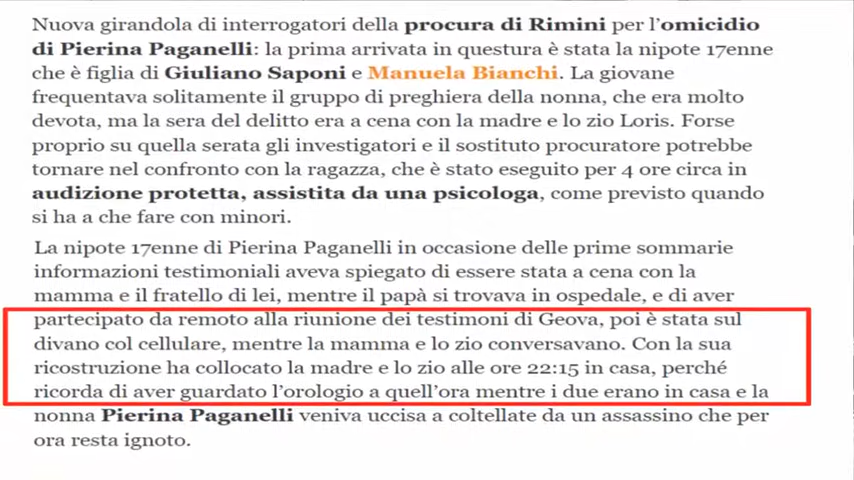 Nuova girandola di interrogatori della procura di Rimini per l'omicidio
di Pierina Paganelli: la prima arrivata in questura è stata la nipote 17enne
che è figlia di Giuliano Saponi e Manuela Bianchi. La giovane
frequentava solitamente il gruppo di preghiera della nonna, che era molto
devota, ma la sera del delitto era a cena con la madre e lo zio Loris. Forse
proprio su quella serata gli investigatori e il sostituto procuratore potrebbe
tornare nel confronto con la ragazza, che è stato eseguito per 4 ore circa in
audizione protetta, assistita da una psicologa, come previsto quando
si ha a che fare con minori.
La nipote 17enne di Pierina Paganelli in occasione delle prime sommarie
informazioni testimoniali aveva spiegato di essere stata a cena con la
mamma e il fratello di lei, mentre il papà si trovava in ospedale, e di aver
partecipato da remoto alla riunione dei testimoni di Geova, poi è stata sul
divano col cellulare, mentre la mamma e lo zio conversavano. Con la sua
ricostruzione ha collocato la madre e lo zio alle ore 22:15 in casa, perché
ricorda di aver guardato l'orologio a quell'ora mentre i due erano in casa e la
nonna Pierina Paganelli veniva uccisa a coltellate da un assassino che per
ora resta ignoto.